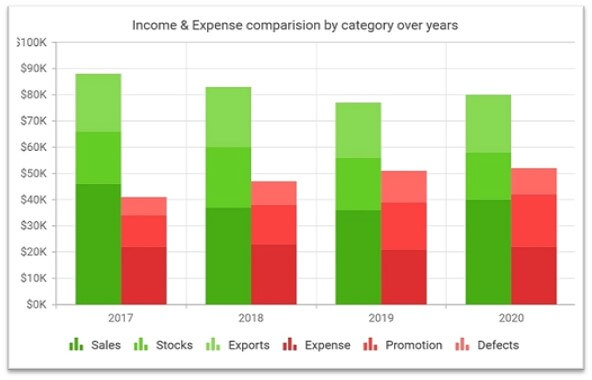 Income & Expense comparision by category over years
$100K
$90K
$80K
$70K
$60K
$50K
$40K
$30K
$20K
$10K
$0K
2017 2018 2019 2020
Sales Stocks Exports Expense Promotion Defects